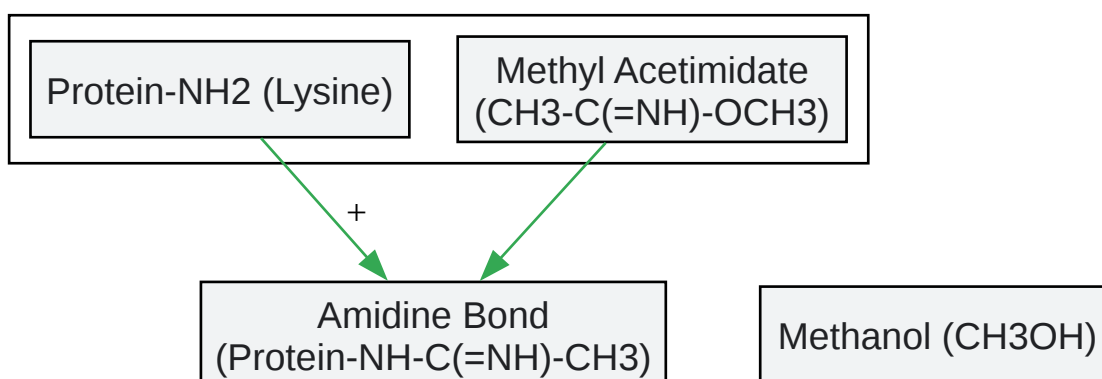 Protein-NH2 (Lysine)
Methyl Acetimidate
(CH3-C(=NH)-OCH3)
+
Amidine Bond
(Protein-NH-C(=NH)-CH3)
Methanol (CH3OH)